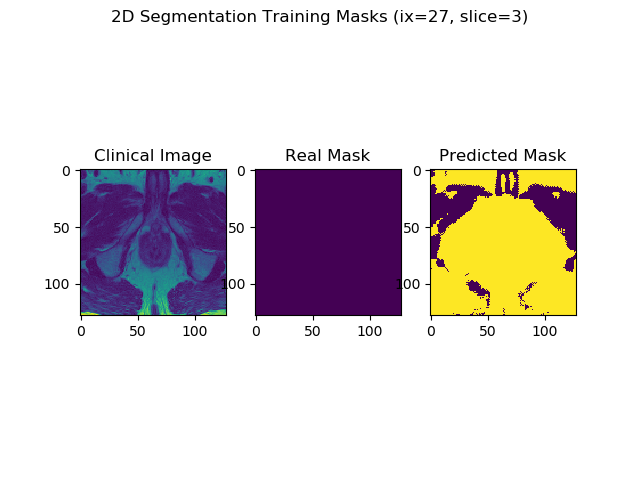 2D Segmentation Training Masks (ix=27, slice=3)
Clinical Image Real Mask Predicted Mask
0 0 0
50 50 50
100 100 100
0 50 100 0 50 100 0 50 100